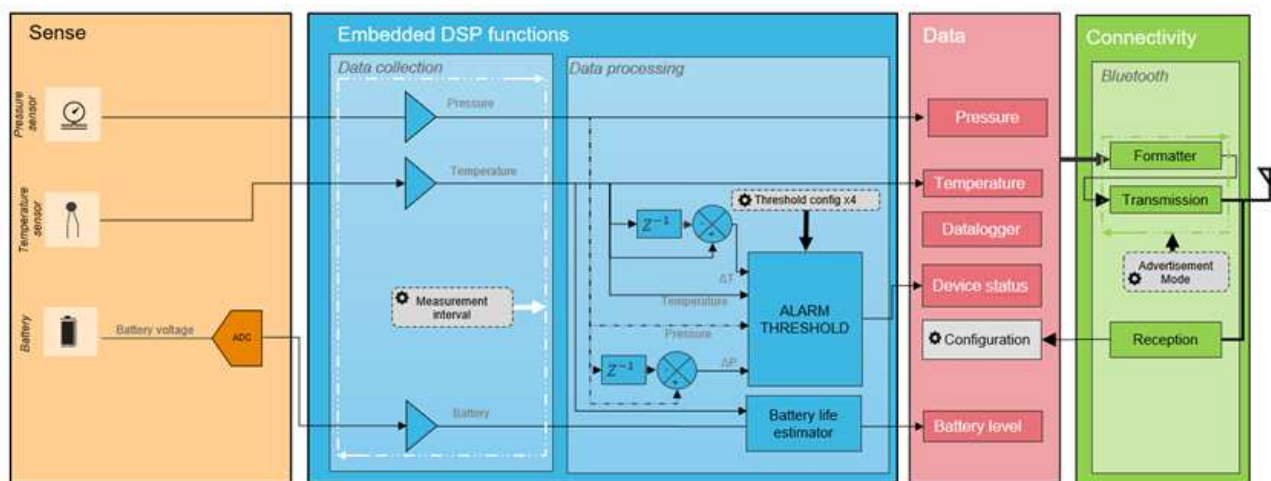 Sense
Embedded DSP functions
Data
Connectivity
Data collection
Data processing
Bluetooth
Pressure
sensor
Pressure
Pressure
Formatter
Temperature
sensor
Temperature
Temperature
Threshold config x4
Transmission
Z⁻¹
-
+
Datalogger
ΔT
Advertisement
Mode
Device status
Measurement
interval
Temperature
ALARM
THRESHOLD
Battery
Battery voltage
ADC
Pressure
Configuration
Reception
Z⁻¹
-
+
ΔP
Battery
Battery life
estimator
Battery level